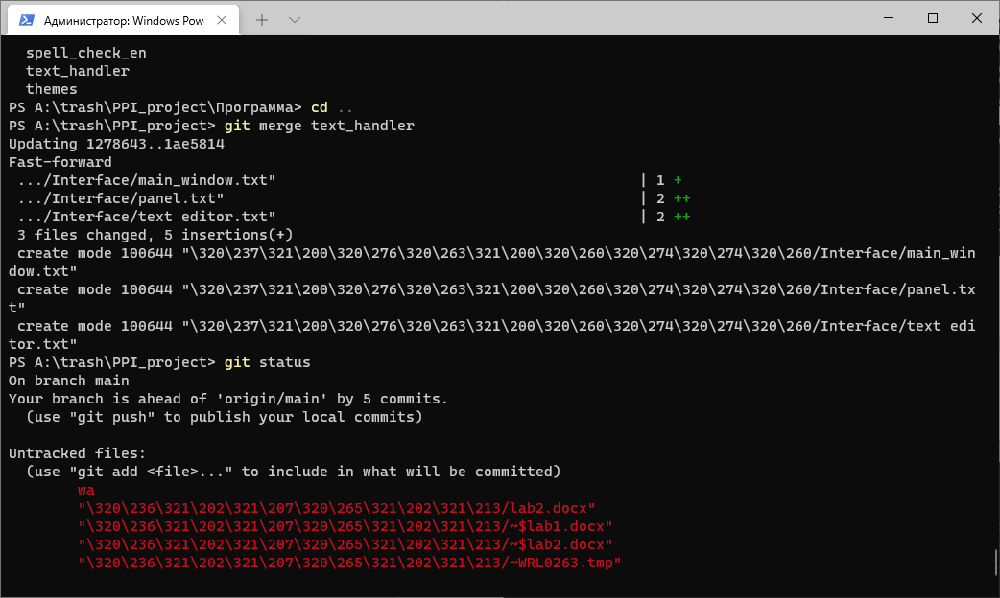 Администратор: Windows Pow
spell_check_en
text_handler
themes
PS A:\trash\PPI_project\Программа> cd ..
PS A:\trash\PPI_project> git merge text_handler
Updating 1278643..1ae5814
Fast-forward
.../Interface/main_window.txt" | 1 +
.../Interface/panel.txt" | 2 ++
.../Interface/text editor.txt" | 2 ++
3 files changed, 5 insertions(+)
create mode 100644 "\320\237\321\200\320\276\320\263\321\200\320\260\320\274\320\274\320\260/Interface/main_win
dow.txt"
create mode 100644 "\320\237\321\200\320\276\320\263\321\200\320\260\320\274\320\274\320\260/Interface/panel.tx
t"
create mode 100644 "\320\237\321\200\320\276\320\263\321\200\320\260\320\274\320\274\320\260/Interface/text edi
tor.txt"
PS A:\trash\PPI_project> git status
On branch main
Your branch is ahead of 'origin/main' by 5 commits.
(use "git push" to publish your local commits)
Untracked files:
(use "git add <file>..." to include in what will be committed)
wa
"\320\236\321\202\321\207\320\265\321\202\321\213/lab2.docx"
"\320\236\321\202\321\207\320\265\321\202\321\213/~$lab1.docx"
"\320\236\321\202\321\207\320\265\321\202\321\213/~$lab2.docx"
"\320\236\321\202\321\207\320\265\321\202\321\213/~WRL0263.tmp"